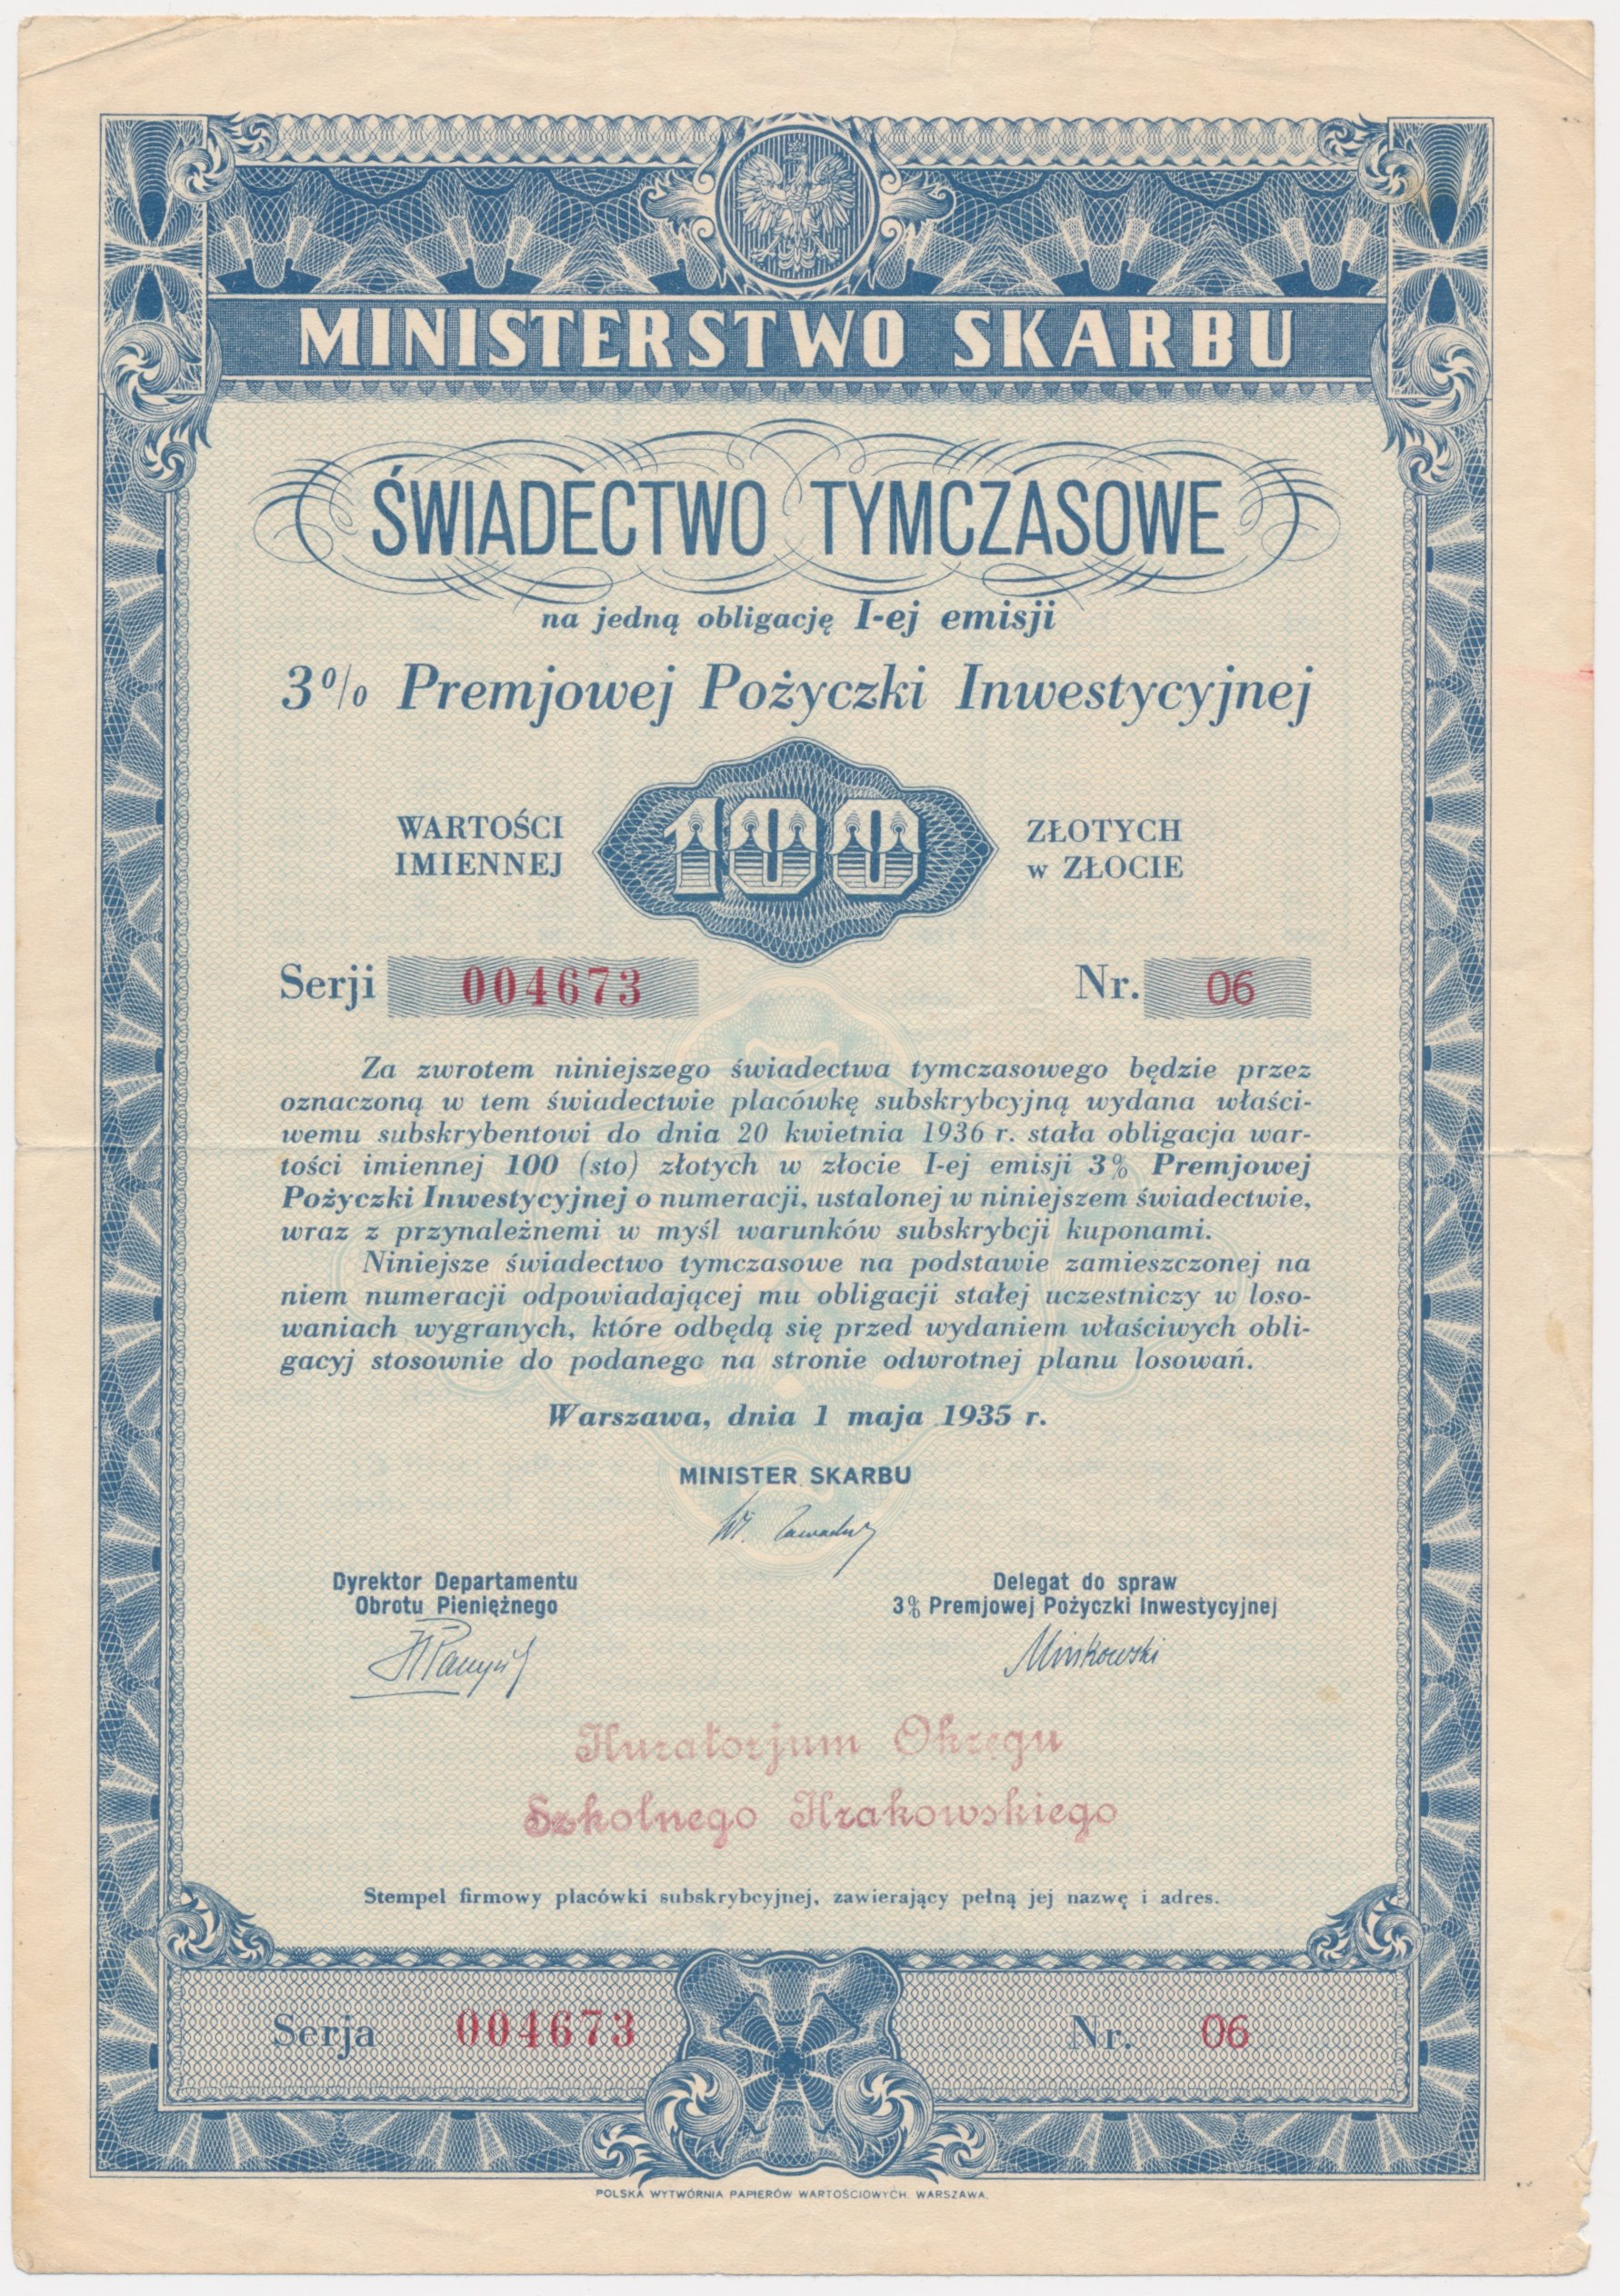 MINISTERSTWO SKARBU
ŚWIADECTWO TYMCZASOWE
na jedną obligację I-ej emisji
3% Premjowej Pożyczki Inwestycyjnej
WARTOŚCI IMIENNEJ
100
ZŁOTYCH w ZŁOCIE
Serji 004673 Nr. 06
Za zwrotem niniejszego świadectwa tymczasowego będzie przez
oznaczoną w tem świadectwie placówkę subskrybcyjną wydana właści-
wemu subskrybentowi do dnia 20 kwietnia 1936 r. stała obligacja war-
tości imiennej 100 (sto) złotych w złocie I-ej emisji 3% Premjowej
Pożyczki Inwestycyjnej o numeracji, ustalonej w niniejszem świadectwie,
wraz z przynależnemi w myśl warunków subskrybcji kuponami.
Niniejsze świadectwo tymczasowe na podstawie zamieszczonej na
niem numeracji odpowiadającej mu obligacji stałej uczestniczy w loso-
waniach wygranych, które odbędą się przed wydaniem właściwych obli-
gacyj stosownie do podanego na stronie odwrotnej planu losowań.
Warszawa, dnia 1 maja 1935 r.
MINISTER SKARBU
Dyrektor Departamentu
Obrotu Pieniężnego
Delegat do spraw
3% Premjowej Pożyczki Inwestycyjnej
Minkowski
Kuratorjum Okręgu
Szkolnego Krakowskiego
Stempel firmowy placówki subskrybcyjnej, zawierający pełną jej nazwę i adres.
Serja 004673 Nr. 06
POLSKA WYTWÓRNIA PAPIERÓW WARTOŚCIOWYCH. WARSZAWA.